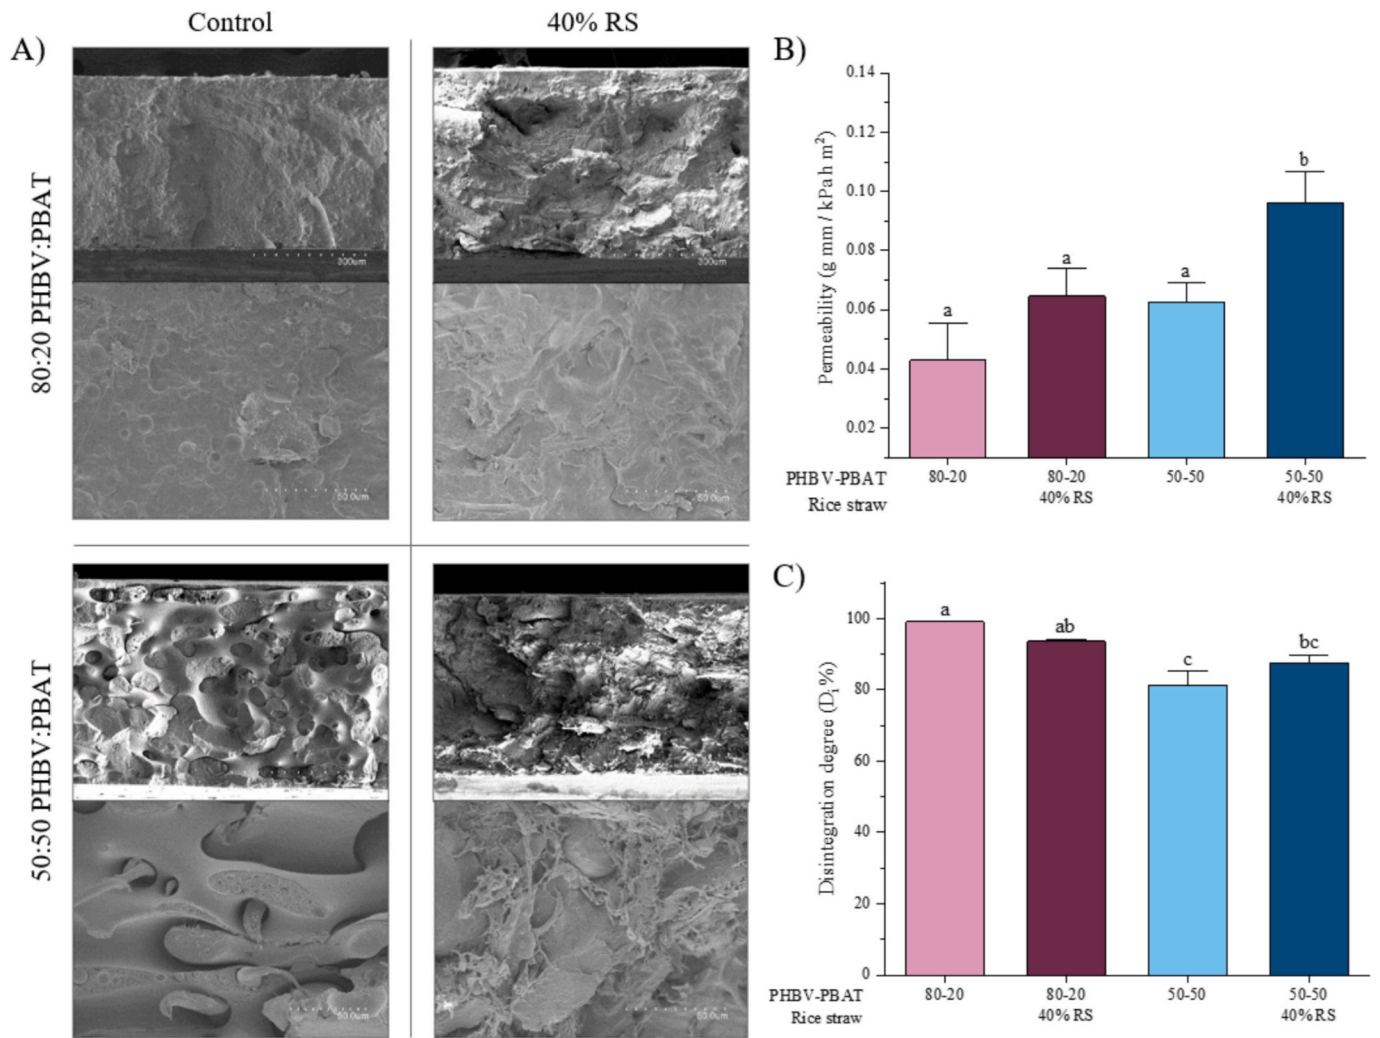 A)
Control
40% RS
80:20 PHBV:PBAT
300um
300um
50.0um
50.0um
50:50 PHBV:PBAT
50.0um
50.0um
B)
Permeability (g mm / kPa h m²)
0.14
0.12
0.10
0.08
0.06
0.04
0.02
a
a
a
b
PHBV-PBAT 80-20 80-20 50-50 50-50
Rice straw 40% RS 40% RS
C)
Disintegration degree (Di %)
100
80
60
40
20
0
a
ab
c
bc
PHBV-PBAT 80-20 80-20 50-50 50-50
Rice straw 40% RS 40% RS